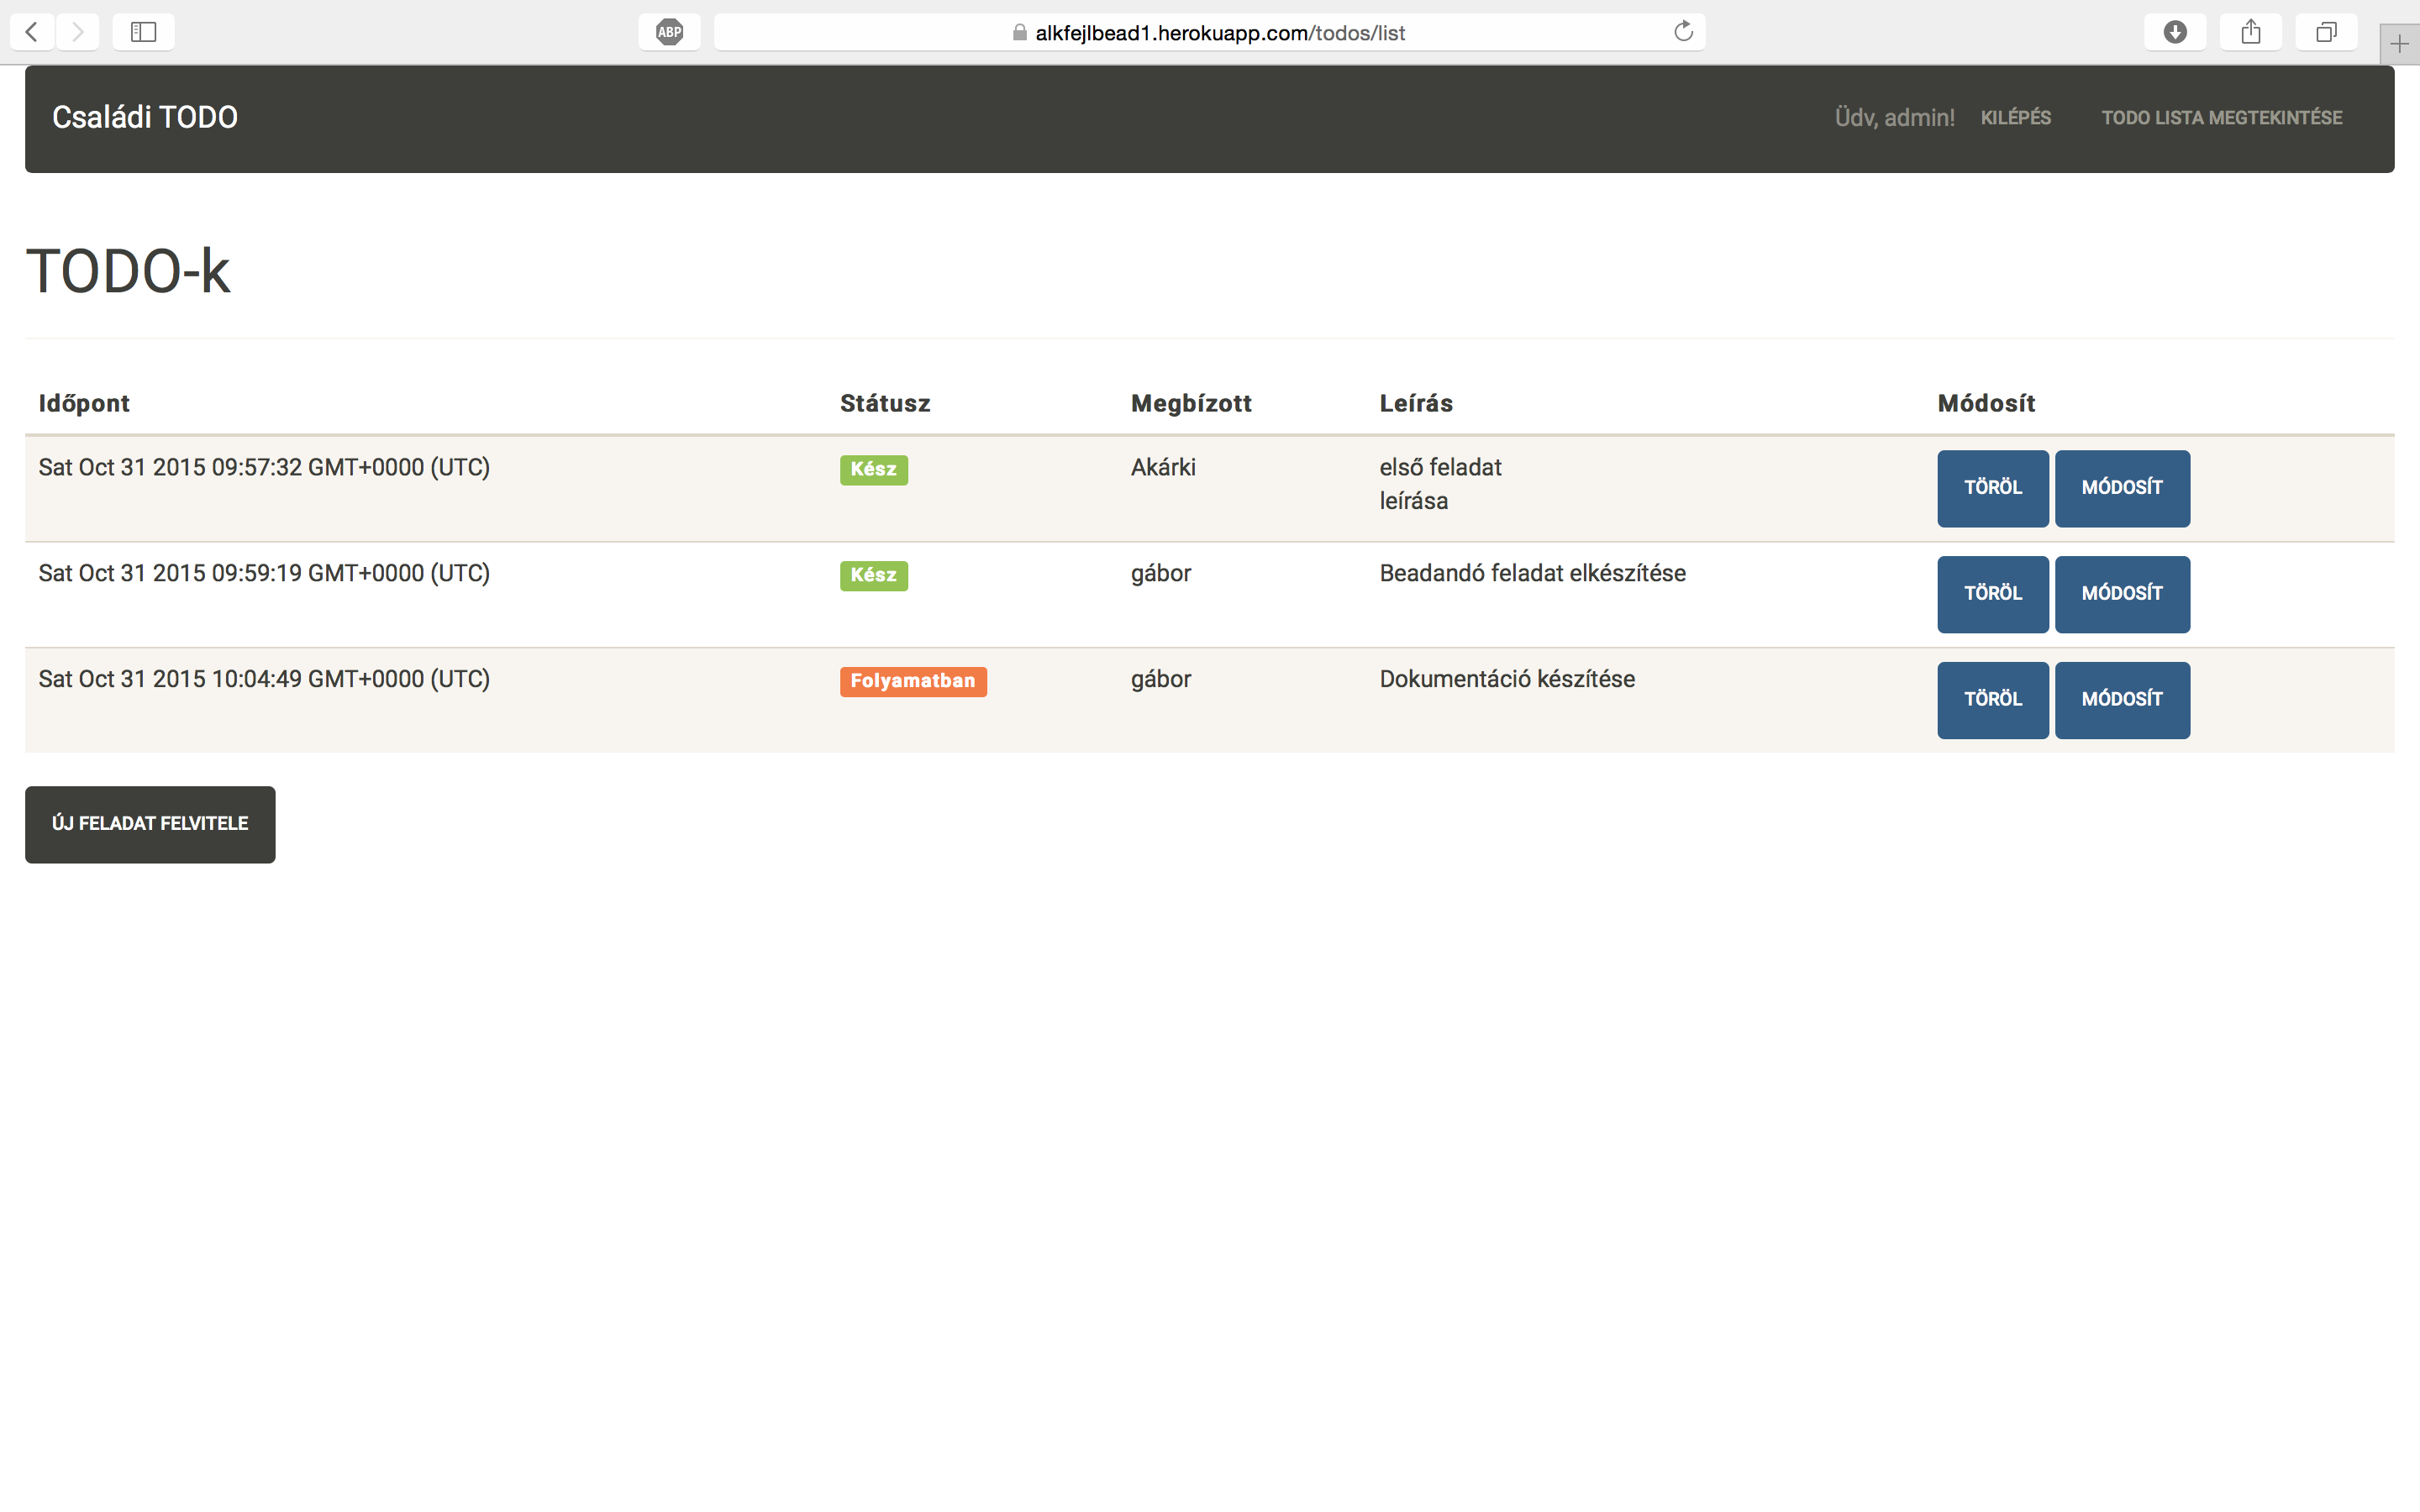 ABP
alkfejlbead1.herokuapp.com/todos/list
Családi TODO
Üdv, admin! KILÉPÉS TODO LISTA MEGTEKINTÉSE
TODO-k
Időpont Státusz Megbízott Leírás Módosít
Sat Oct 31 2015 09:57:32 GMT+0000 (UTC) Kész Akárki első feladat
leírása
TÖRÖL MÓDOSÍT
Sat Oct 31 2015 09:59:19 GMT+0000 (UTC) Kész gábor Beadandó feladat elkészítése TÖRÖL MÓDOSÍT
Sat Oct 31 2015 10:04:49 GMT+0000 (UTC) Folyamatban gábor Dokumentáció készítése TÖRÖL MÓDOSÍT
ÚJ FELADAT FELVITELE